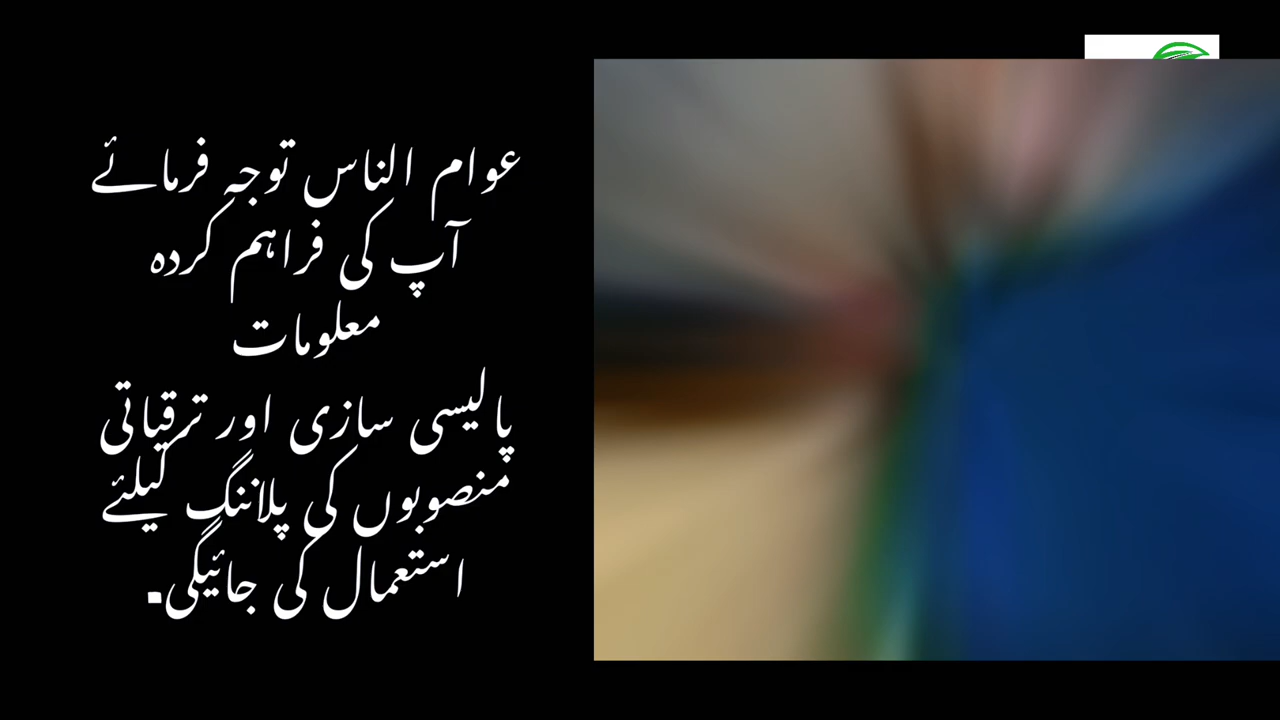 عوام الناس توجہ فرمائے
آپ کی فراہم کردہ
معلومات
پالیسی سازی اور ترقیاتی
منصوبوں کی پلاننگ کیلئے
استعمال کی جائیگی۔